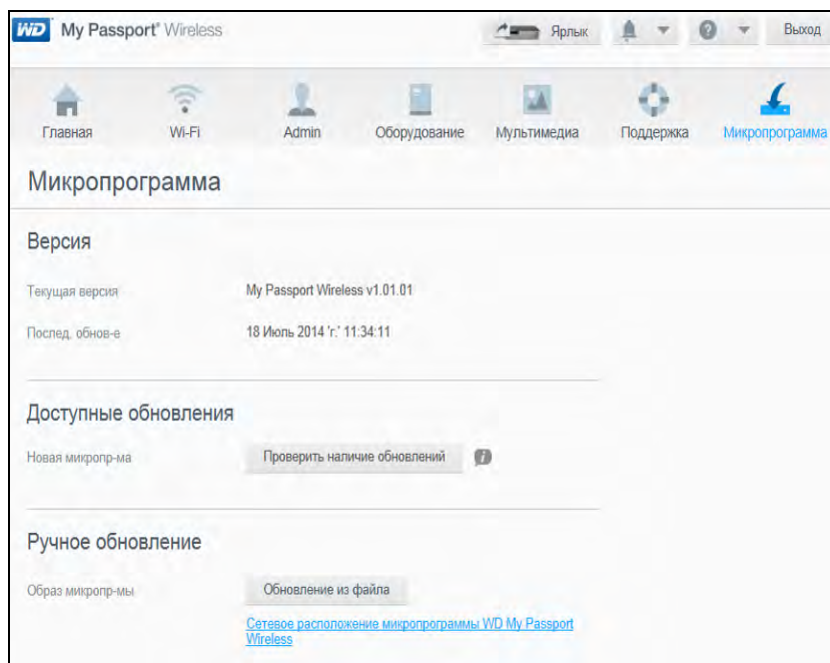 WD My Passport® Wireless
Ярлык
Выход
Главная
Wi-Fi
Admin
Оборудование
Мультимедиа
Поддержка
Микропрограмма
Микропрограмма
Версия
Текущая версия My Passport Wireless v1.01.01
Послед. обнов-е 18 Июль 2014 'г.' 11:34:11
Доступные обновления
Новая микропр-ма Проверить наличие обновлений
Ручное обновление
Образ микропр-мы Обновление из файла
Сетевое расположение микропрограммы WD My Passport
Wireless